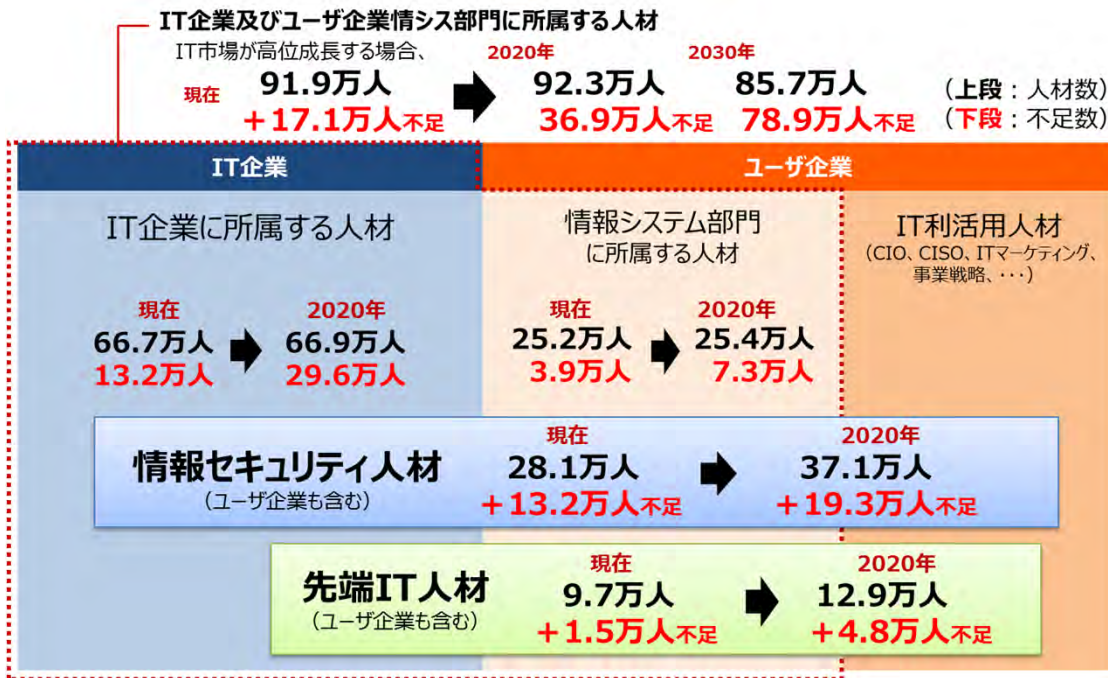 IT企業及びユーザ企業情シス部門に所属する人材
IT市場が高位成長する場合、
2020年 2030年
現在 91.9万人 92.3万人 85.7万人 (上段:人材数)
+17.1万人不足 36.9万人不足 78.9万人不足 (下段:不足数)
IT企業 ユーザ企業
IT企業に所属する人材
情報システム部門
に所属する人材
IT利活用人材
(CIO、CISO、ITマーケティング、
事業戦略、・・・)
現在 2020年
66.7万人 66.9万人
13.2万人 29.6万人
現在 2020年
25.2万人 25.4万人
3.9万人 7.3万人
情報セキュリティ人材
(ユーザ企業も含む)
現在 2020年
28.1万人 37.1万人
+13.2万人不足 +19.3万人不足
先端IT人材
(ユーザ企業も含む)
現在 2020年
9.7万人 12.9万人
+1.5万人不足 +4.8万人不足